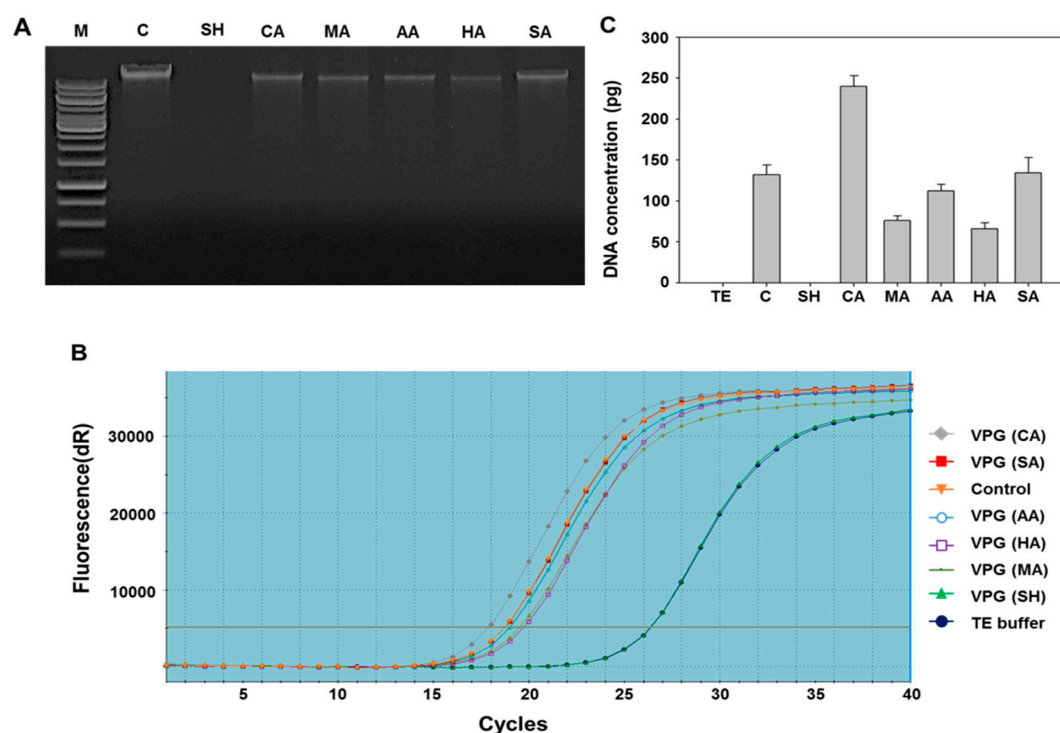 A
M C SH CA MA AA HA SA
C
300
250
200
150
100
50
0
DNA concentration (pg)
TE C SH CA MA AA HA SA
B
30000
20000
10000
Fluorescence(dR)
5 10 15 20 25 30 35 40
Cycles
VPG (CA)
VPG (SA)
Control
VPG (AA)
VPG (HA)
VPG (MA)
VPG (SH)
TE buffer